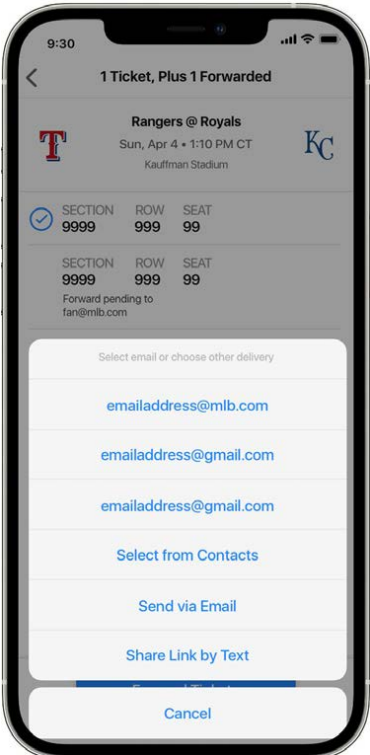 9:30
1 Ticket, Plus 1 Forwarded
Rangers @ Royals
Sun, Apr 4 • 1:10 PM CT
Kauffman Stadium
T
KC
SECTION ROW SEAT
9999 999 99
SECTION ROW SEAT
9999 999 99
Forward pending to
fan@mlb.com
Select email or choose other delivery
emailaddress@mlb.com
emailaddress@gmail.com
emailaddress@gmail.com
Select from Contacts
Send via Email
Share Link by Text
Cancel